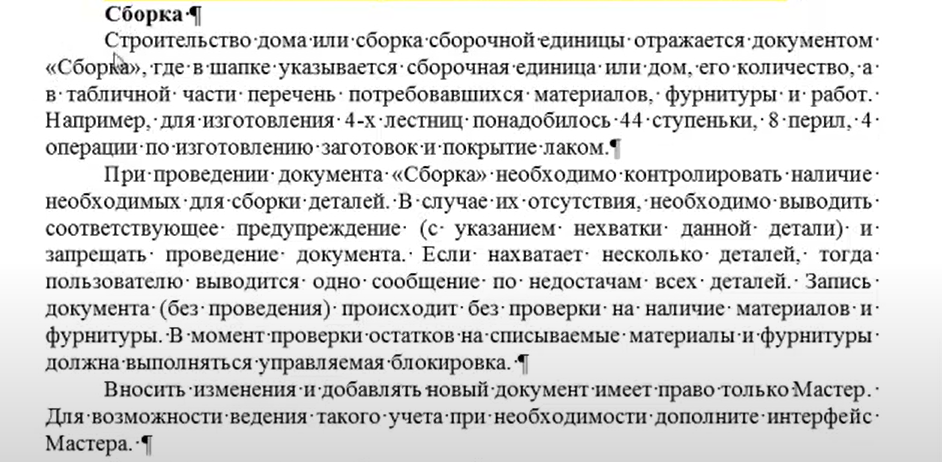 Сборка
Строительство дома или сборка сборочной единицы отражается документом
«Сборка», где в шапке указывается сборочная единица или дом, его количество, а
в табличной части перечень потребовавшихся материалов, фурнитуры и работ.
Например, для изготовления 4-х лестниц понадобилось 44 ступеньки, 8 перил, 4
операции по изготовлению заготовок и покрытие лаком.
При проведении документа «Сборка» необходимо контролировать наличие
необходимых для сборки деталей. В случае их отсутствия, необходимо выводить
соответствующее предупреждение (с указанием нехватки данной детали) и
запрещать проведение документа. Если нахватает несколько деталей, тогда
пользователю выводится одно сообщение по недостачам всех деталей. Запись
документа (без проведения) происходит без проверки на наличие материалов и
фурнитуры. В момент проверки остатков на списываемые материалы и фурнитуры
должна выполняться управляемая блокировка.
Вносить изменения и добавлять новый документ имеет право только Мастер.
Для возможности ведения такого учета при необходимости дополните интерфейс
Мастера.